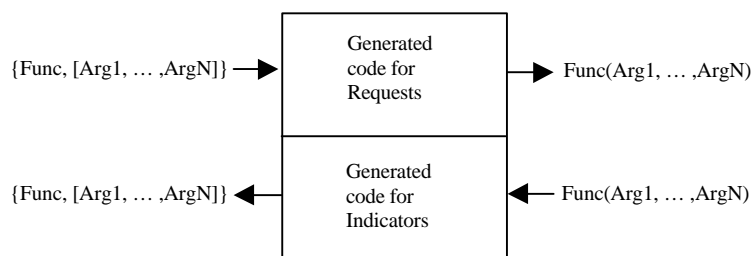 {Func, [Arg1, … ,ArgN]}
Generated
code for
Requests
Func(Arg1, … ,ArgN)
{Func, [Arg1, … ,ArgN]}
Generated
code for
Indicators
Func(Arg1, … ,ArgN)